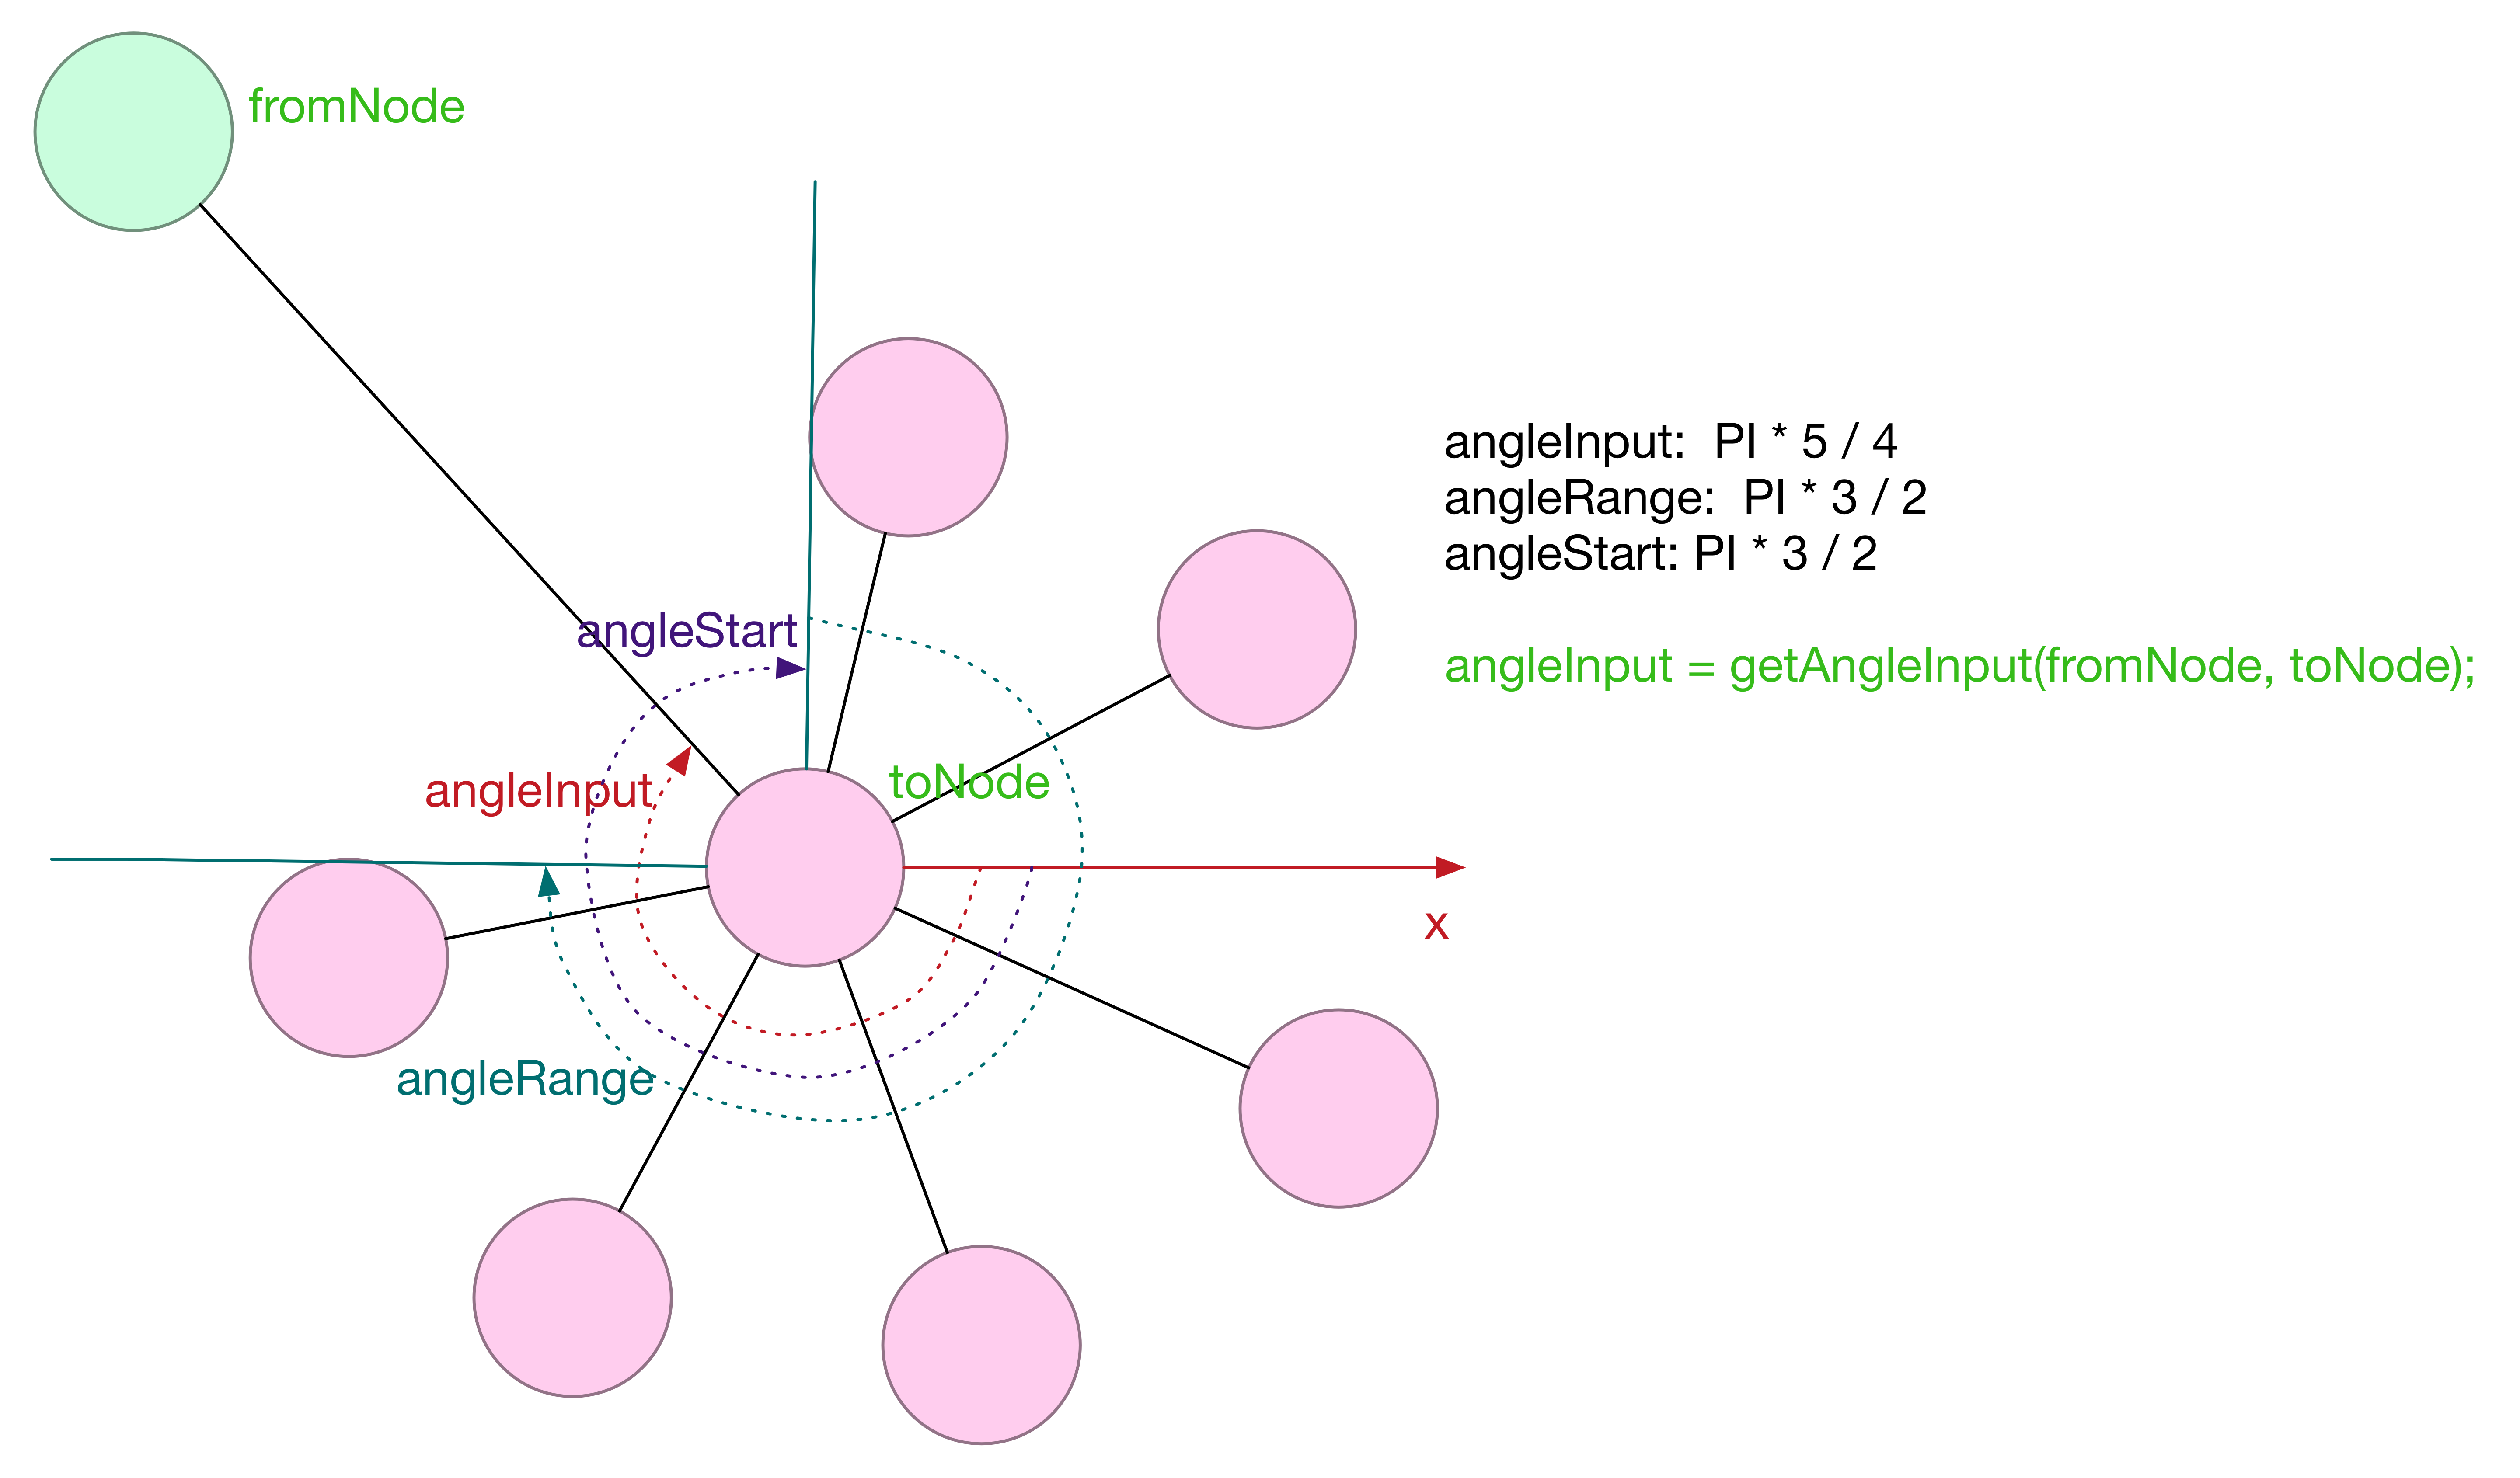 fromNode
angleInput:  PI * 5 / 4
angleRange:  PI * 3 / 2
angleStart: PI * 3 / 2
angleStart
angleInput = getAngleInput(fromNode, toNode);
angleInput
toNode
x
angleRange